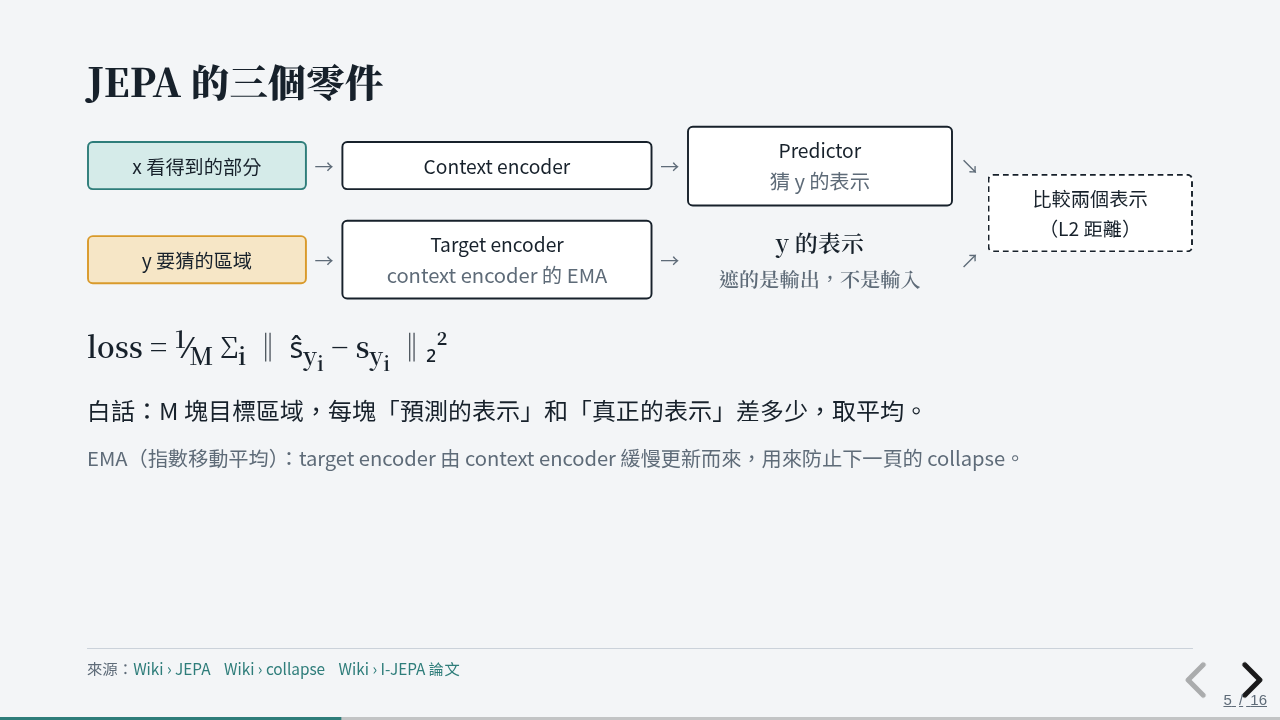 JEPA 的三個零件
x 看得到的部分 → Context encoder → Predictor
猜 y 的表示
↘
y 要猜的區域 → Target encoder
context encoder 的 EMA
→ y 的表示
遮的是輸出，不是輸入
↗
比較兩個表示
（L2 距離）
loss = ¹⁄M Σi ‖ ŝyi − syi ‖₂²
白話：M 塊目標區域，每塊「預測的表示」和「真正的表示」差多少，取平均。
EMA（指數移動平均）：target encoder 由 context encoder 緩慢更新而來，用來防止下一頁的 collapse。
來源：Wiki › JEPA Wiki › collapse Wiki › I-JEPA 論文
5 / 16